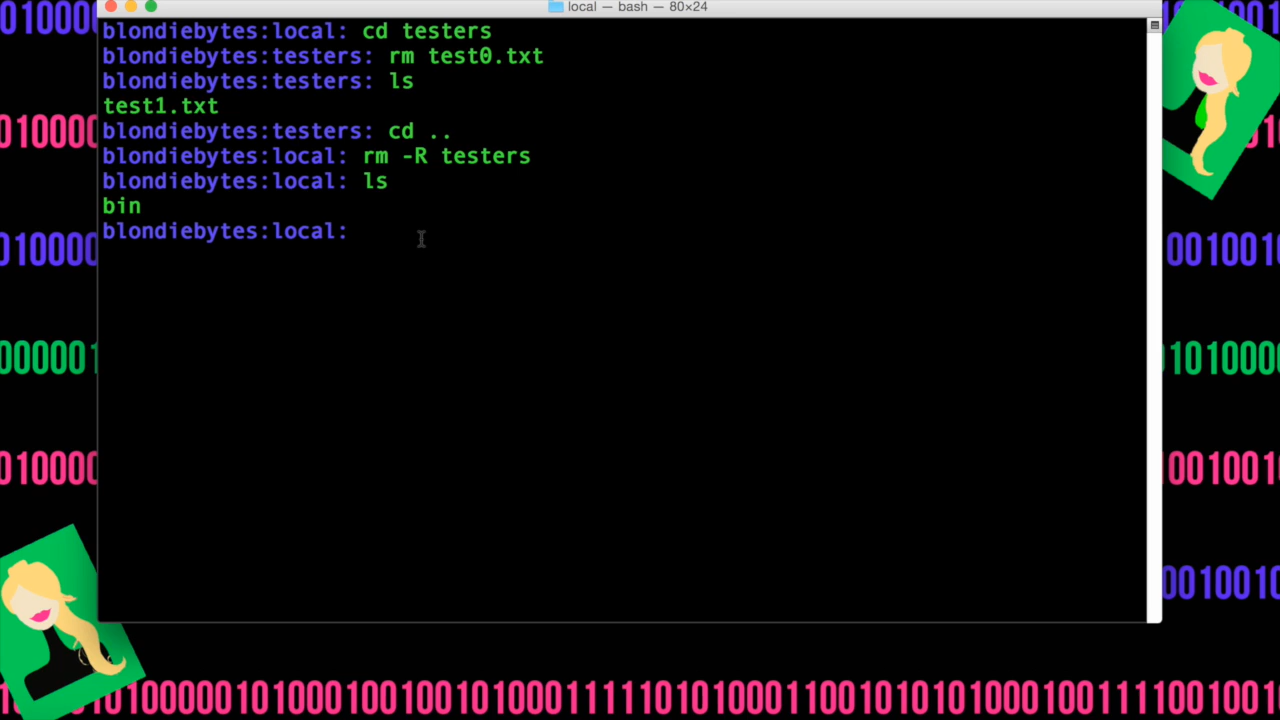 local — bash — 80×24
blondiebytes:local: cd testers
blondiebytes:testers: rm test0.txt
blondiebytes:testers: ls
test1.txt
blondiebytes:testers: cd ..
blondiebytes:local: rm -R testers
blondiebytes:local: ls
bin
blondiebytes:local: